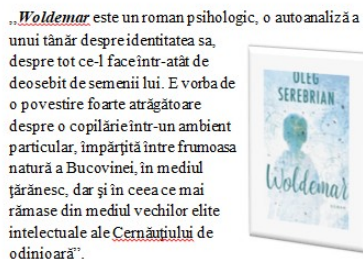 „Woldemar este un roman psihologic, o autoanaliză a
unui tânăr despre identitatea sa,
despre tot ce-l face într-atât de
deosebit de semenii lui. E vorba de
o povestire foarte atrăgătoare
despre o copilărie într-un ambient
particular, împărțită între frumoasa
natură a Bucovinei, în mediul
țărănesc, dar și în ceea ce mai
rămase din mediul vechilor elite
intelectuale ale Cernăuțiului de
odinioară”.
OLEG
SEREBRIAN
Woldemar